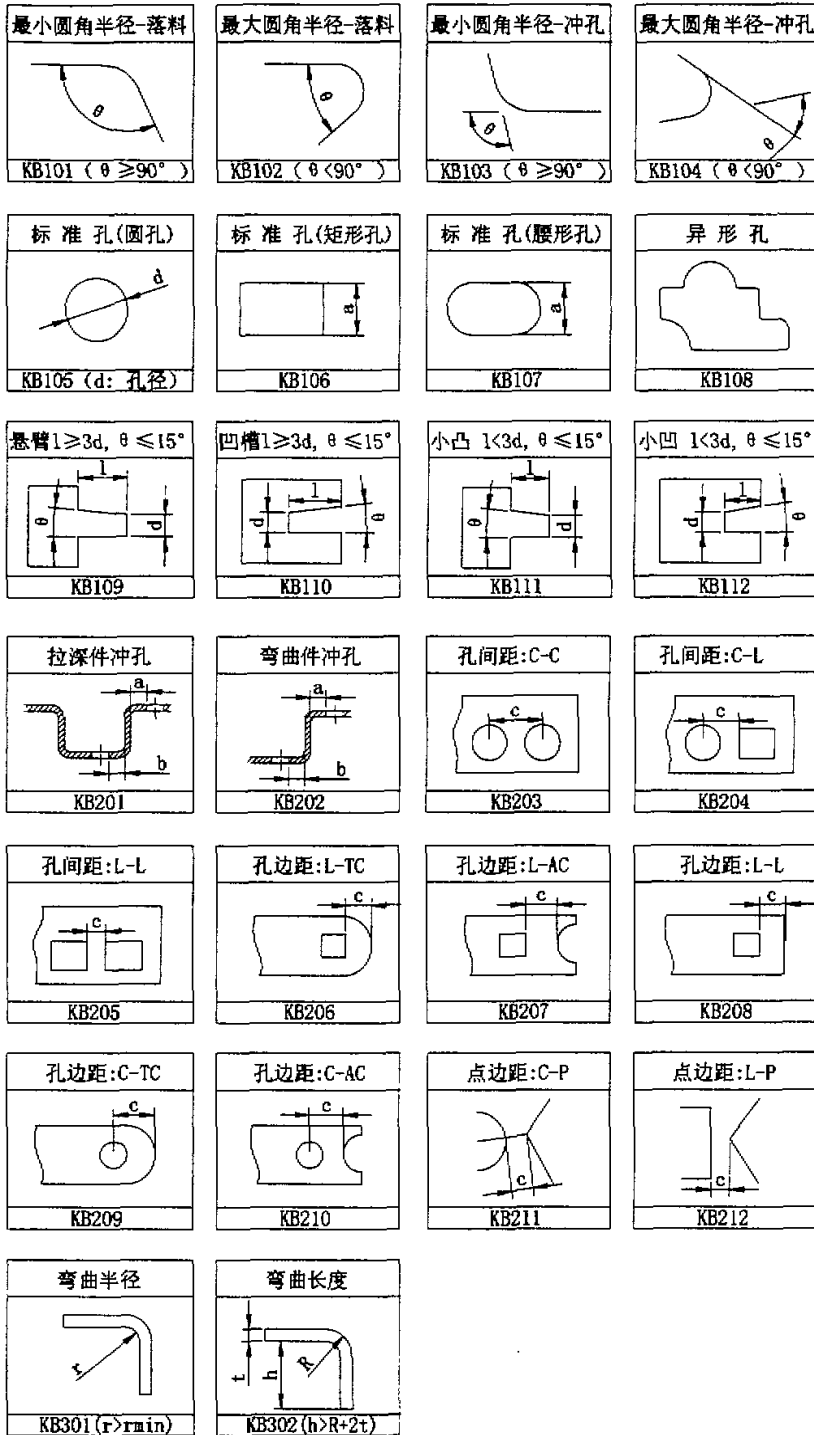 最小圆角半径-落料
θ
KB101 ( θ ≥90° )
最大圆角半径-落料
θ
KB102 ( θ <90° )
最小圆角半径-冲孔
θ
KB103 ( θ ≥90° )
最大圆角半径-冲孔
θ
KB104 ( θ <90° )
标 准 孔(圆孔)
d
KB105 (d: 孔径)
标 准 孔(矩形孔)
a
KB106
标 准 孔(腰形孔)
a
KB107
异 形 孔
KB108
悬臂l≥3d, θ ≤15°
l
θ
d
KB109
凹槽l≥3d, θ ≤15°
l
d
θ
KB110
小凸 l<3d, θ ≤15°
l
θ
d
KB111
小凹 l<3d, θ ≤15°
l
d
θ
KB112
拉深件冲孔
a
b
KB201
弯曲件冲孔
a
b
KB202
孔间距:C-C
c
KB203
孔间距:C-L
c
KB204
孔间距:L-L
c
KB205
孔边距:L-TC
c
KB206
孔边距:L-AC
c
KB207
孔边距:L-L
c
KB208
孔边距:C-TC
c
KB209
孔边距:C-AC
c
KB210
点边距:C-P
c
KB211
点边距:L-P
c
KB212
弯曲半径
r
KB301(r>rmin)
弯曲长度
t
h
R
KB302(h>R+2t)